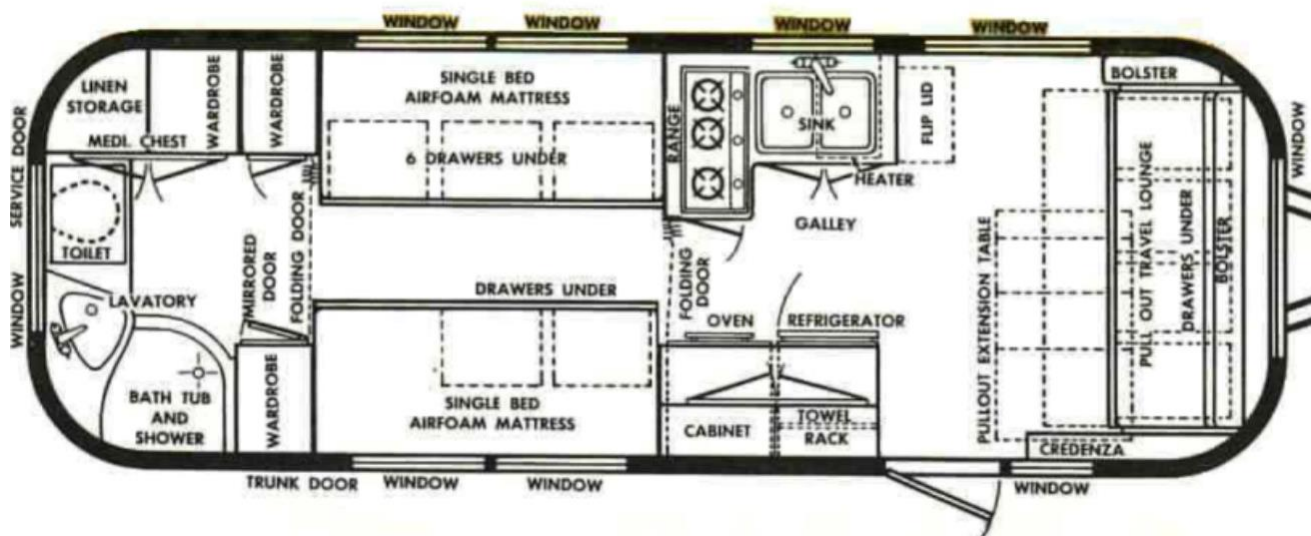 WINDOW
WINDOW
WINDOW
WINDOW
LINEN
STORAGE
WARDROBE
WARDROBE
MEDI. CHEST
SINGLE BED
AIRFOAM MATTRESS
6 DRAWERS UNDER
RANGE
SINK
FLIP LID
HEATER
GALLEY
BOLSTER
WINDOW
SERVICE DOOR
WINDOW
TOILET
LAVATORY
MIRRORED
DOOR
FOLDING DOOR
DRAWERS UNDER
FOLDING
DOOR
OVEN
REFRIGERATOR
PULLOUT EXTENSION TABLE
PULL OUT TRAVEL LOUNGE
DRAWERS UNDER
BOLSTER
BATH TUB
AND
SHOWER
WARDROBE
SINGLE BED
AIRFOAM MATTRESS
CABINET
TOWEL
RACK
CREDENZA
TRUNK DOOR
WINDOW
WINDOW
WINDOW